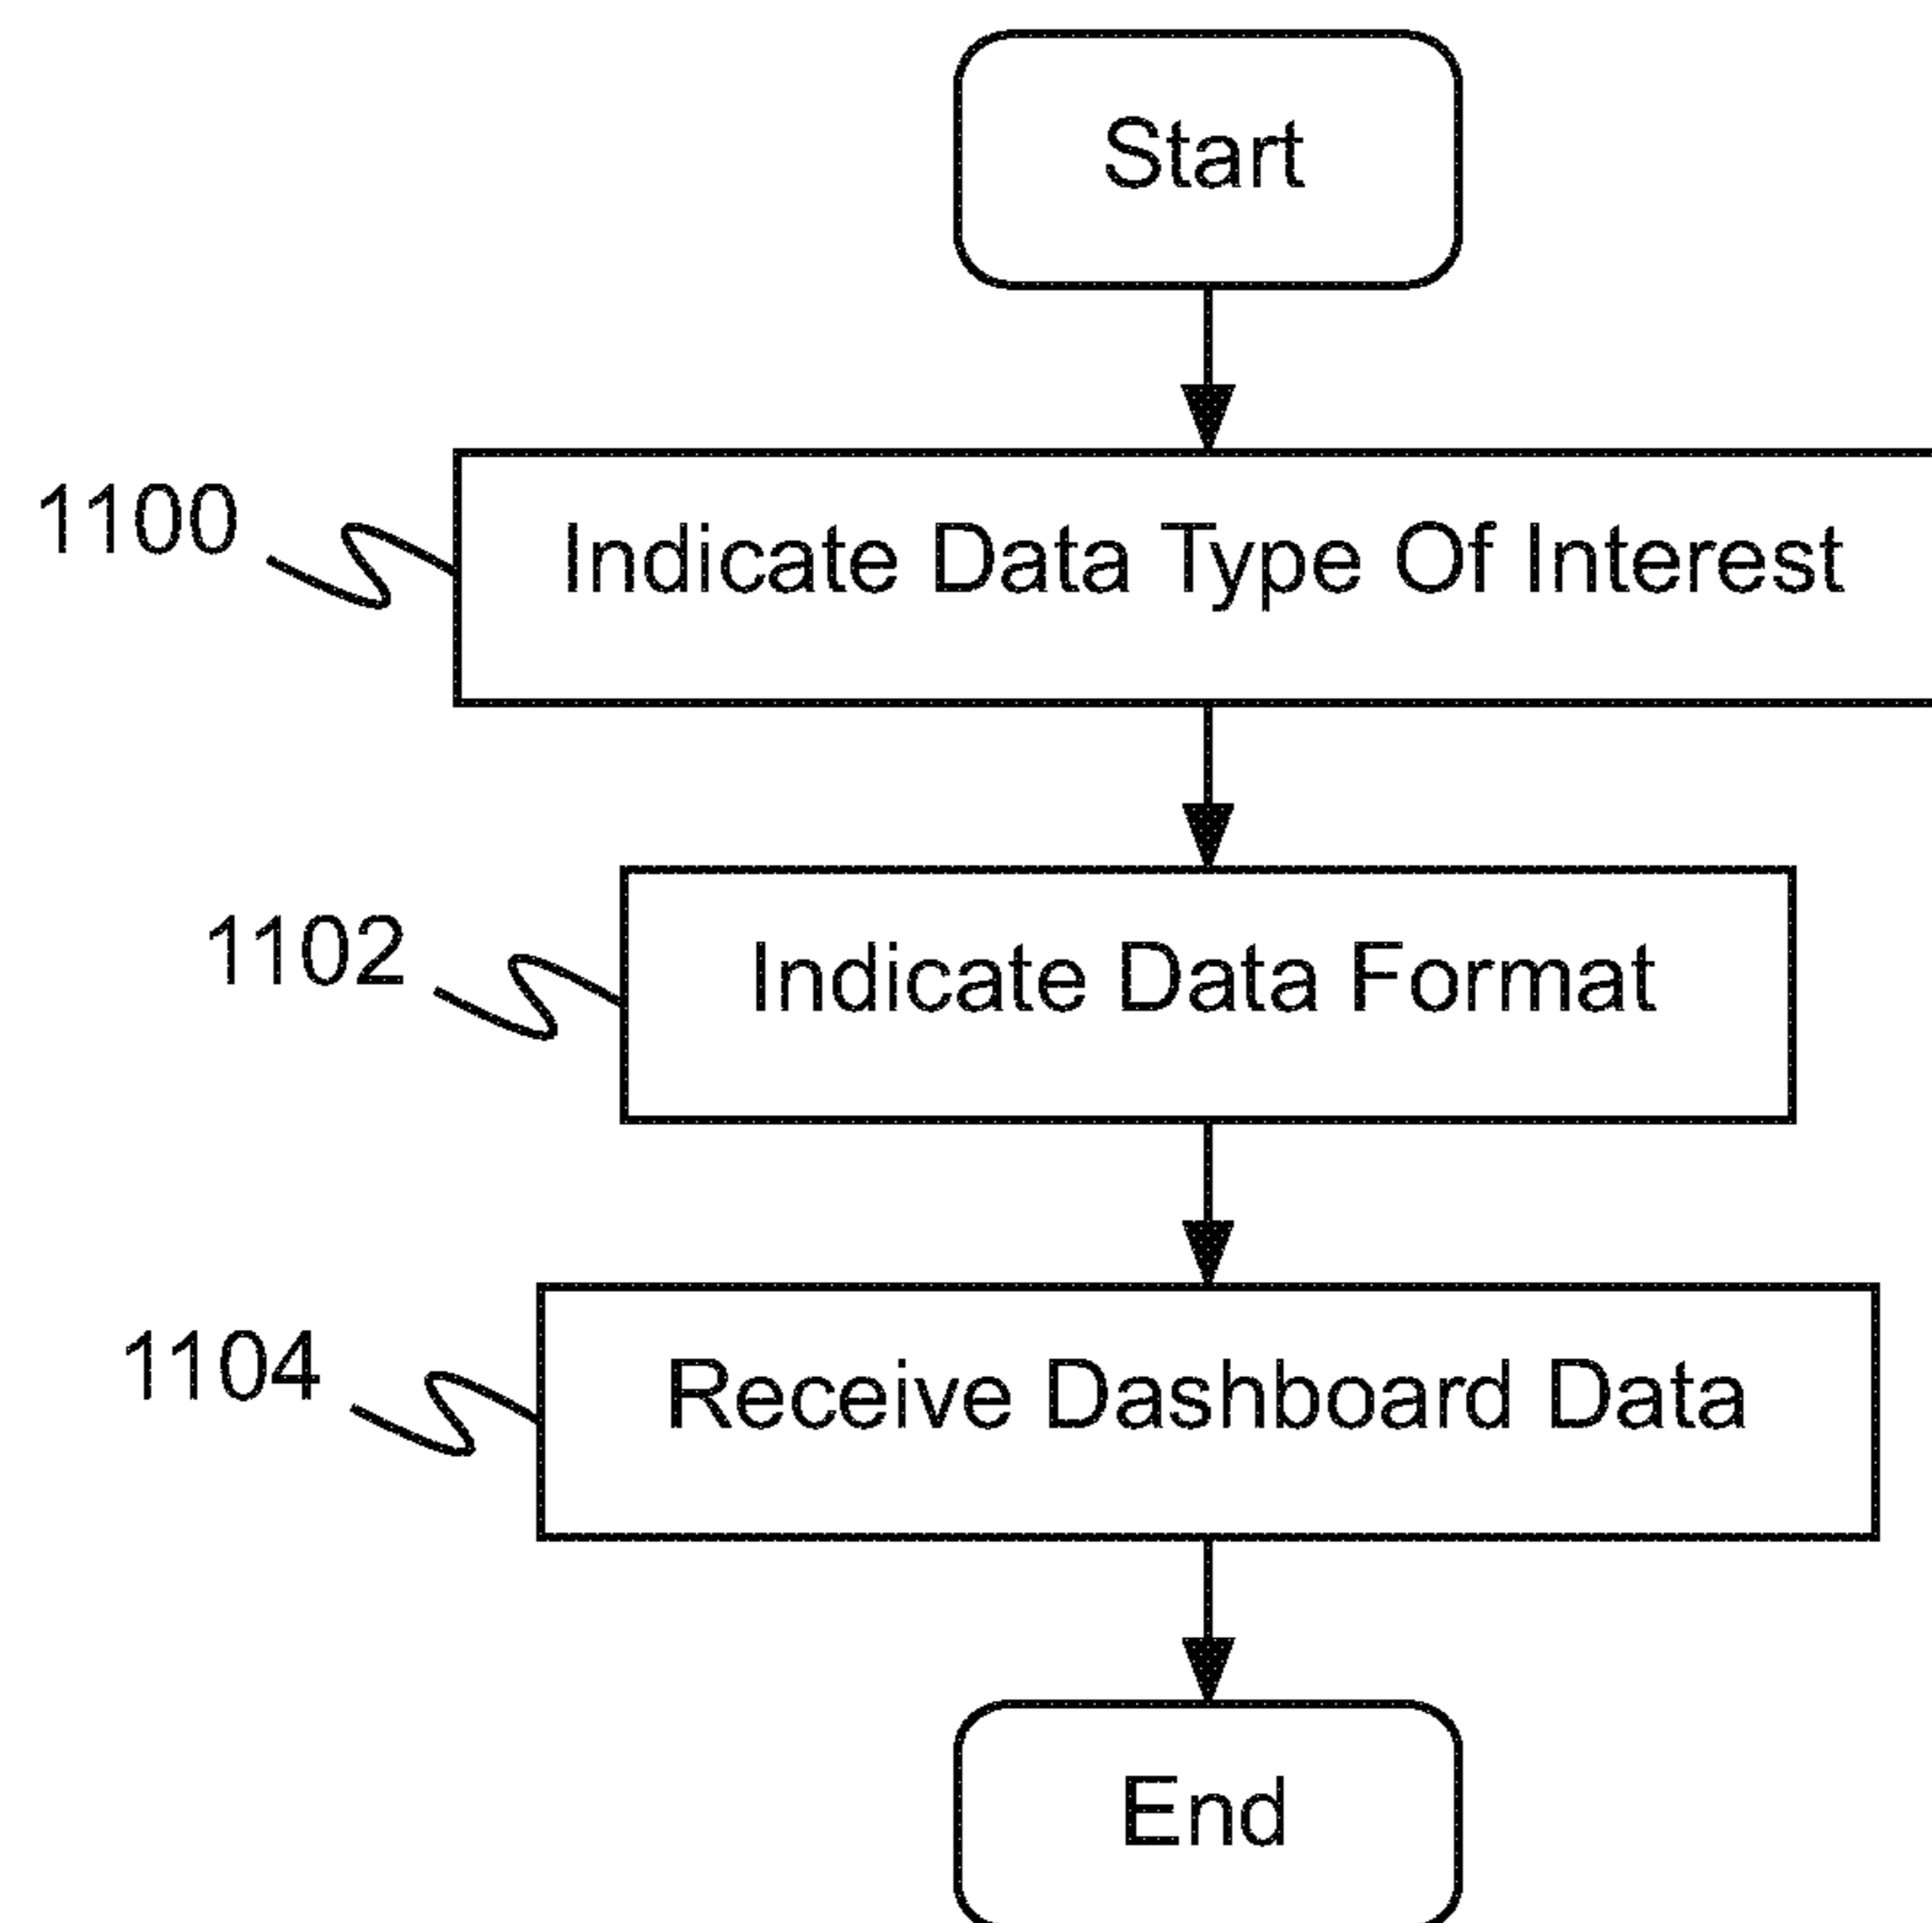 Start
1100
Indicate Data Type Of Interest
1102
Indicate Data Format
1104
Receive Dashboard Data
End